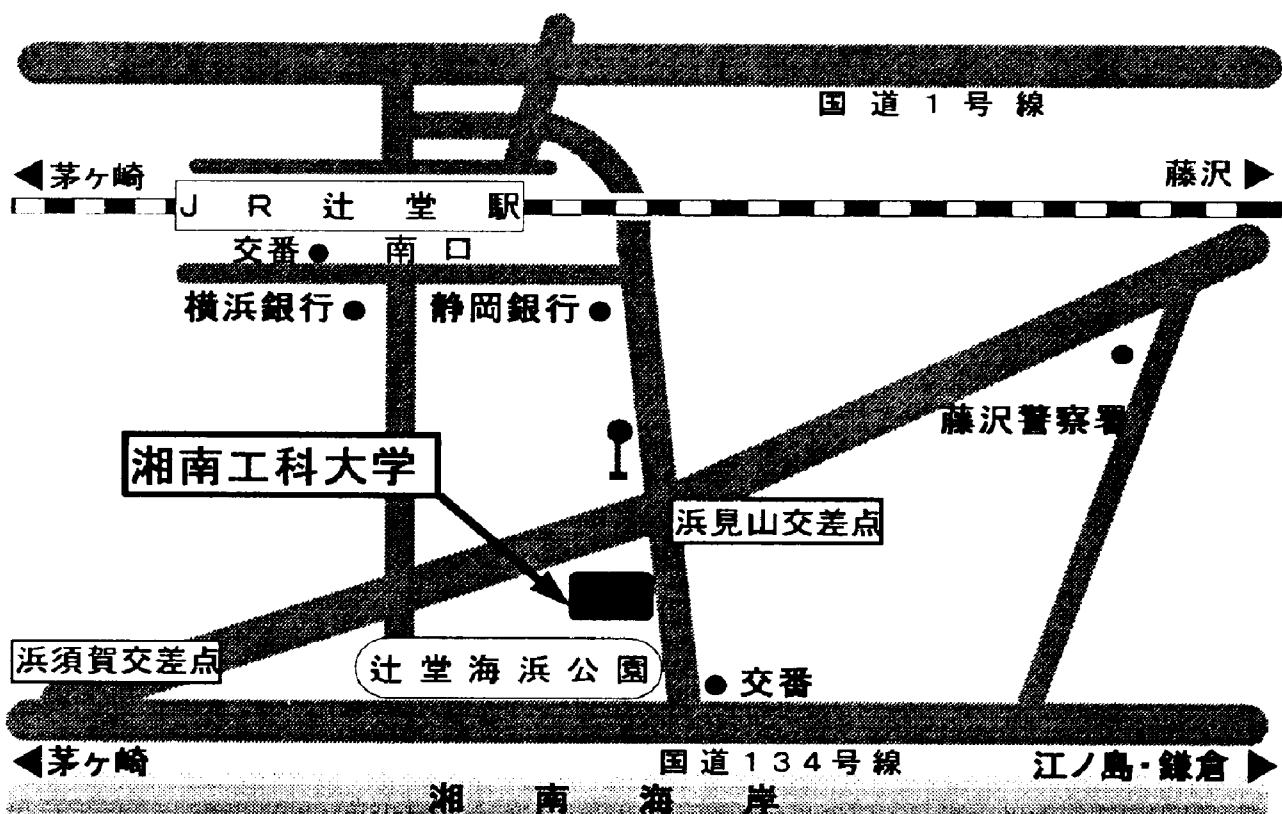 国道1号線
茅ヶ崎
藤沢
JR辻堂駅
交番
南口
横浜銀行
静岡銀行
藤沢警察署
湘南工科大学
浜見山交差点
浜須賀交差点
辻堂海浜公園
交番
茅ヶ崎
国道134号線
江ノ島・鎌倉
湘南海岸